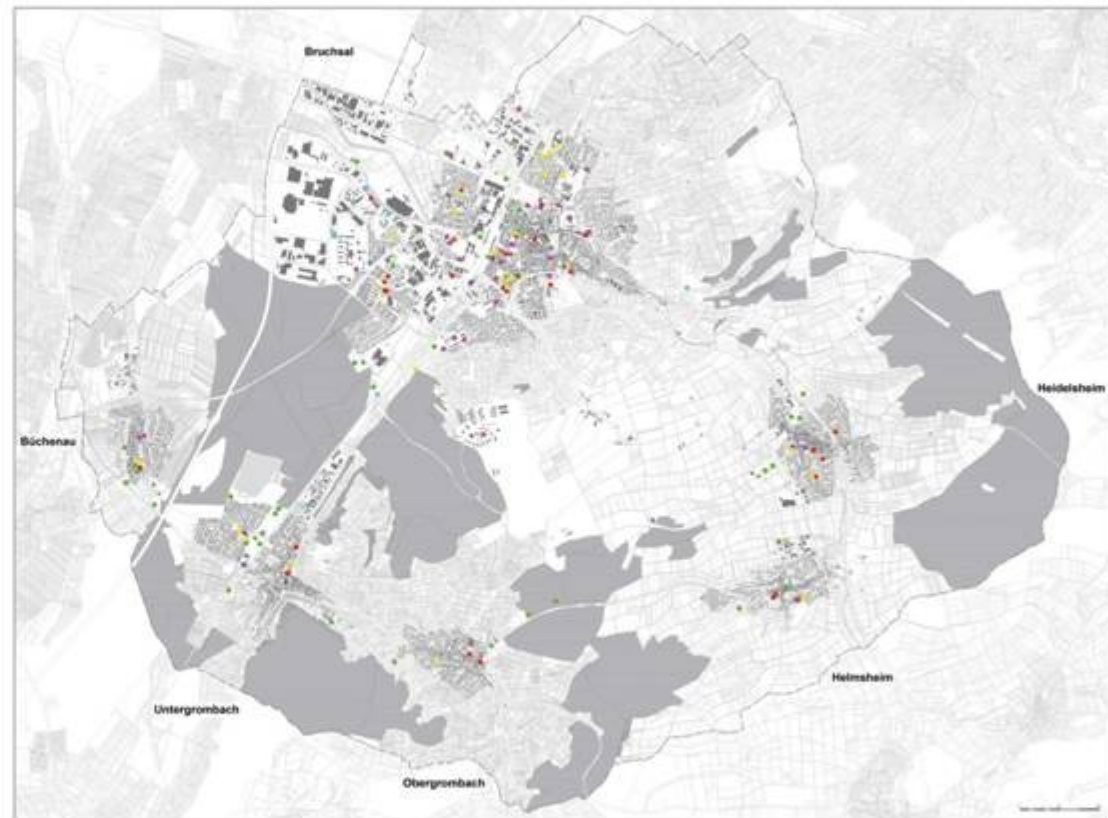 Bruchsal
Heidelsheim
Büchenau
Helmsheim
Untergrombach
Obergrombach